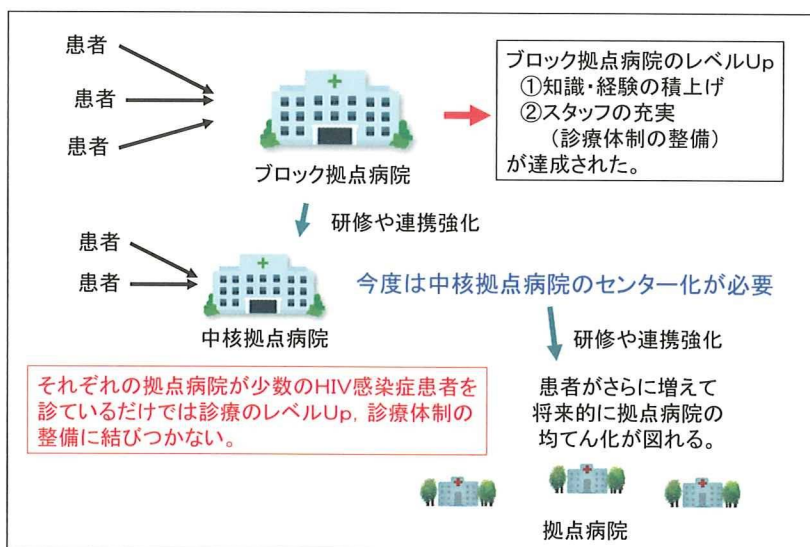 患者
患者
患者
ブロック拠点病院
ブロック拠点病院のレベルUp
①知識・経験の積上げ
②スタッフの充実
（診療体制の整備）
が達成された。
研修や連携強化
患者
患者
中核拠点病院
今度は中核拠点病院のセンター化が必要
研修や連携強化
それぞれの拠点病院が少数のHIV感染症患者を
診ているだけでは診療のレベルUp, 診療体制の
整備に結びつかない。
患者がさらに増えて
将来的に拠点病院の
均てん化が図れる。
拠点病院